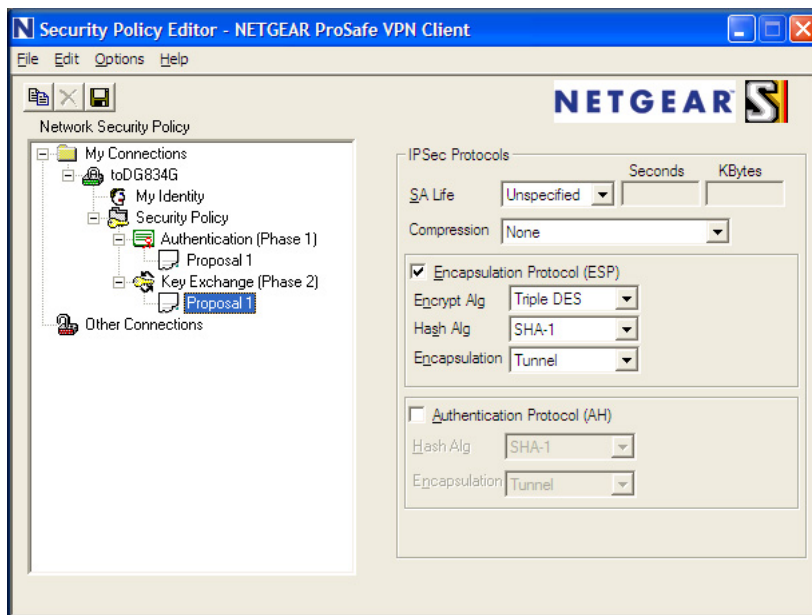 N Security Policy Editor - NETGEAR ProSafe VPN Client
File Edit Options Help
NETGEAR
Network Security Policy
My Connections
toDG834G
My Identity
Security Policy
Authentication (Phase 1)
Proposal 1
Key Exchange (Phase 2)
Proposal 1
Other Connections
IPSec Protocols
Seconds KBytes
SA Life Unspecified
Compression None
Encapsulation Protocol (ESP)
Encrypt Alg Triple DES
Hash Alg SHA-1
Encapsulation Tunnel
Authentication Protocol (AH)
Hash Alg SHA-1
Encapsulation Tunnel